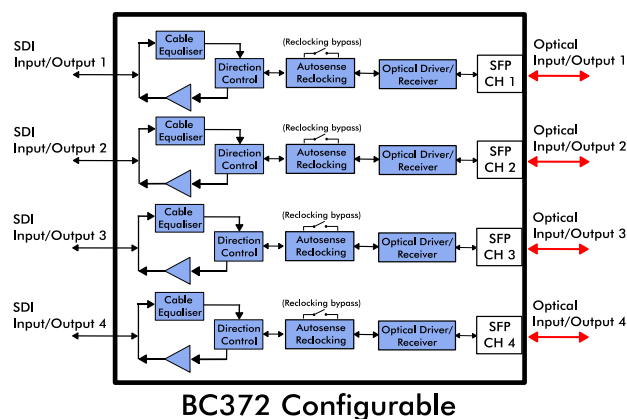 SDI
Input/Output 1
Cable
Equaliser
Direction
Control
(Reclocking bypass)
Autosense
Reclocking
Optical Driver/
Receiver
SFP
CH 1
Optical
Input/Output 1
SDI
Input/Output 2
Cable
Equaliser
Direction
Control
(Reclocking bypass)
Autosense
Reclocking
Optical Driver/
Receiver
SFP
CH 2
Optical
Input/Output 2
SDI
Input/Output 3
Cable
Equaliser
Direction
Control
(Reclocking bypass)
Autosense
Reclocking
Optical Driver/
Receiver
SFP
CH 3
Optical
Input/Output 3
SDI
Input/Output 4
Cable
Equaliser
Direction
Control
(Reclocking bypass)
Autosense
Reclocking
Optical Driver/
Receiver
SFP
CH 4
Optical
Input/Output 4
BC372 Configurable